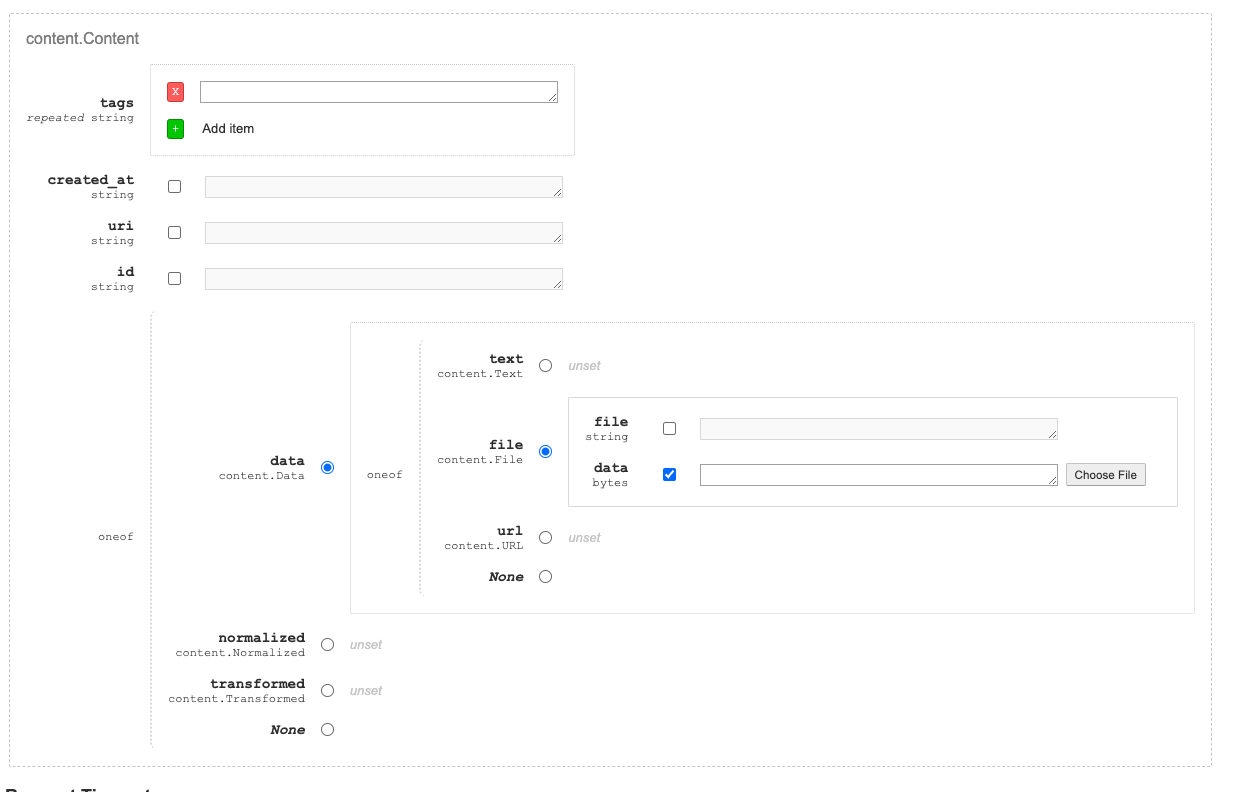 content.Content
tags
repeated string
X
+ Add item
created_at
string
uri
string
id
string
oneof
data
content.Data
oneof
text
content.Text
unset
file
content.File
file
string
data
bytes
Choose File
url
content.URL
unset
None
normalized
content.Normalized
unset
transformed
content.Transformed
unset
None